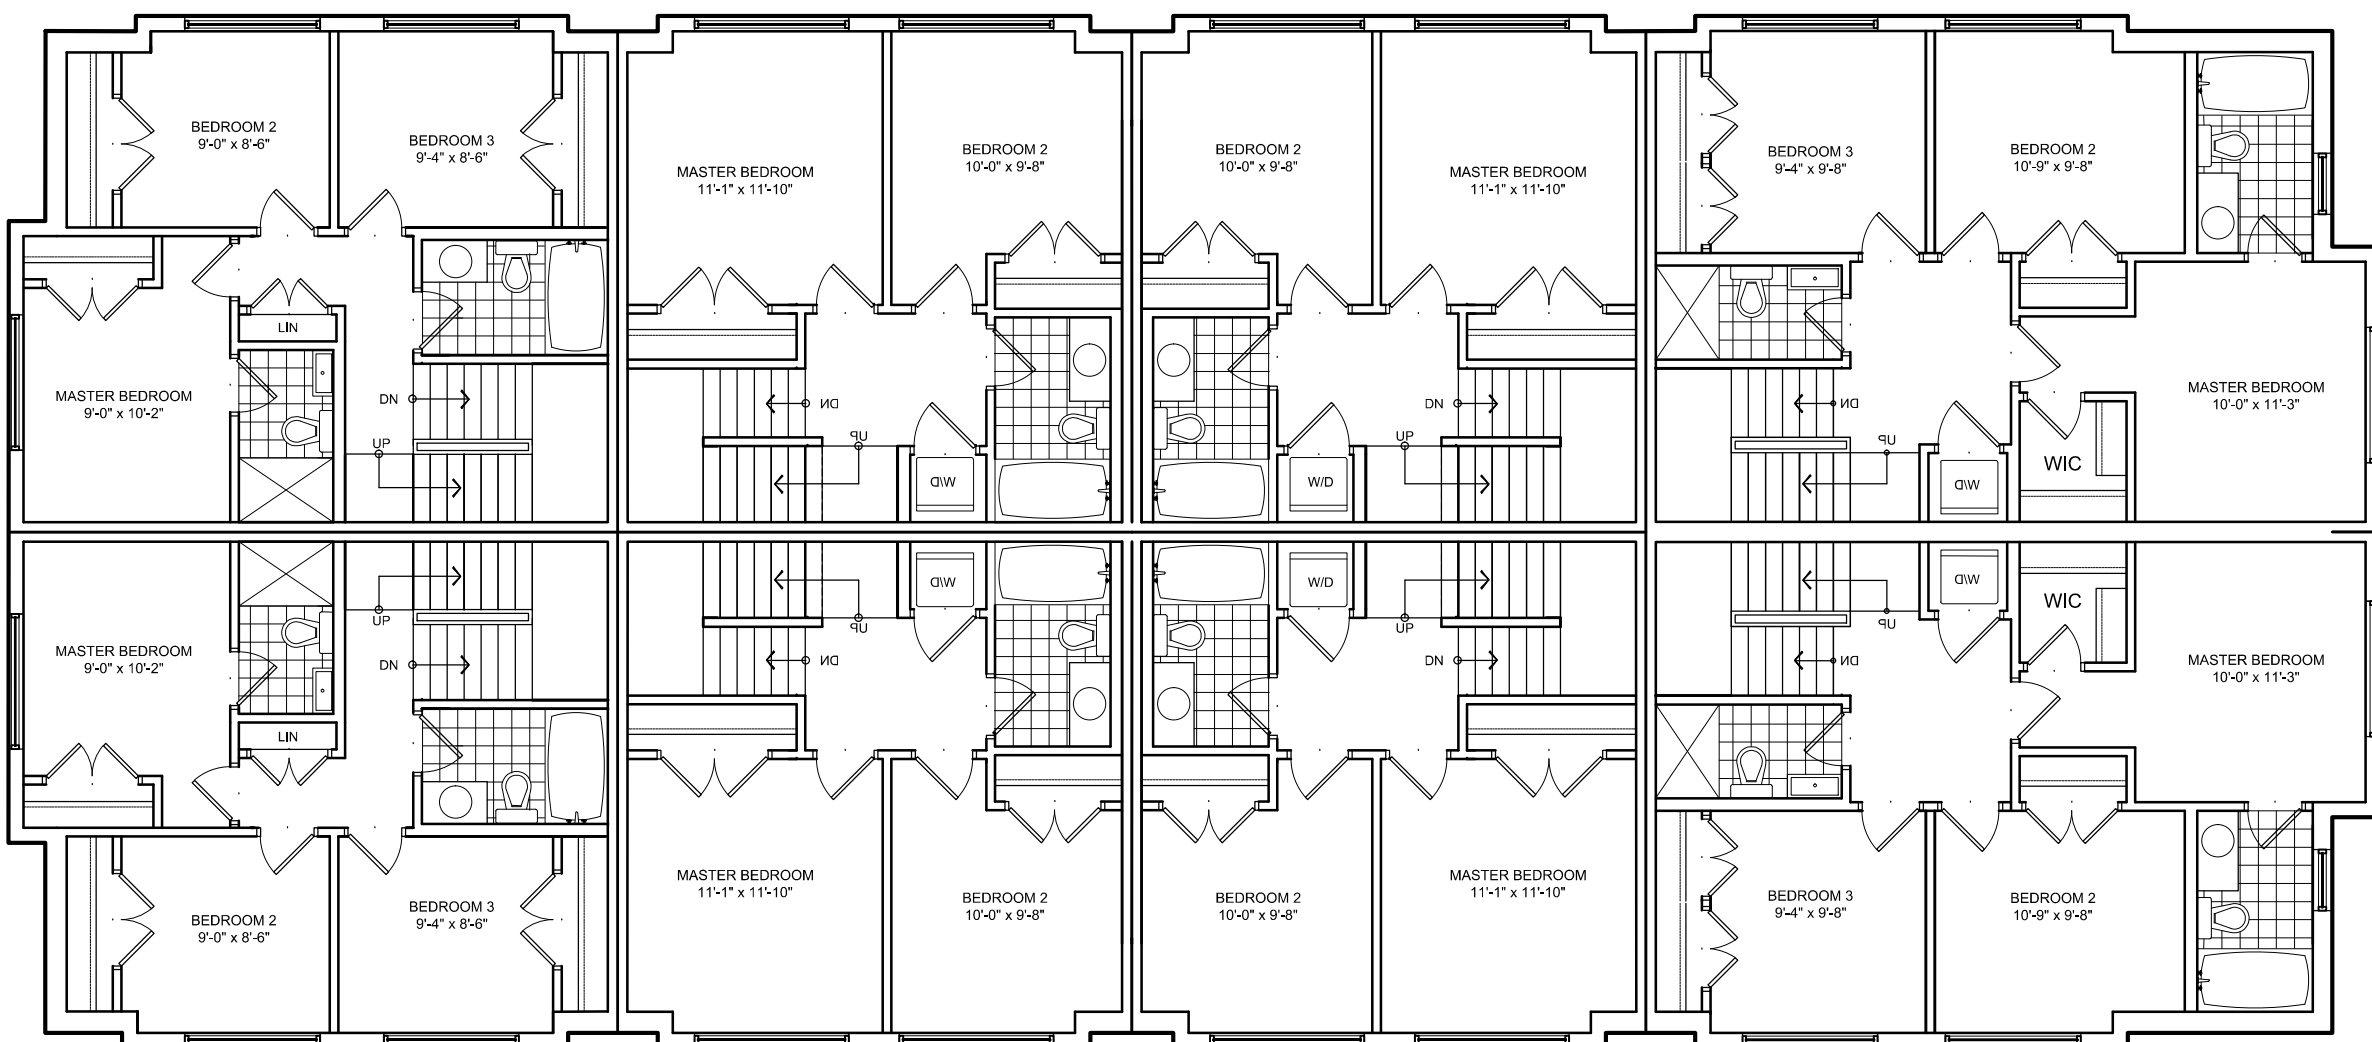 BEDROOM 2
9'-0" x 8'-6"
BEDROOM 3
9'-4" x 8'-6"
MASTER BEDROOM
11'-1" x 11'-10"
BEDROOM 2
10'-0" x 9'-8"
BEDROOM 2
10'-0" x 9'-8"
MASTER BEDROOM
11'-1" x 11'-10"
BEDROOM 3
9'-4" x 9'-8"
BEDROOM 2
10'-9" x 9'-8"
LIN
MASTER BEDROOM
9'-0" x 10'-2"
DN
UP
DN
UP
W/D
W/D
DN
UP
DN
UP
W/D
WIC
MASTER BEDROOM
10'-0" x 11'-3"
MASTER BEDROOM
9'-0" x 10'-2"
UP
DN
LIN
W/D
UP
DN
W/D
UP
DN
W/D
UP
DN
WIC
MASTER BEDROOM
10'-0" x 11'-3"
BEDROOM 2
9'-0" x 8'-6"
BEDROOM 3
9'-4" x 8'-6"
MASTER BEDROOM
11'-1" x 11'-10"
BEDROOM 2
10'-0" x 9'-8"
BEDROOM 2
10'-0" x 9'-8"
MASTER BEDROOM
11'-1" x 11'-10"
BEDROOM 3
9'-4" x 9'-8"
BEDROOM 2
10'-9" x 9'-8"